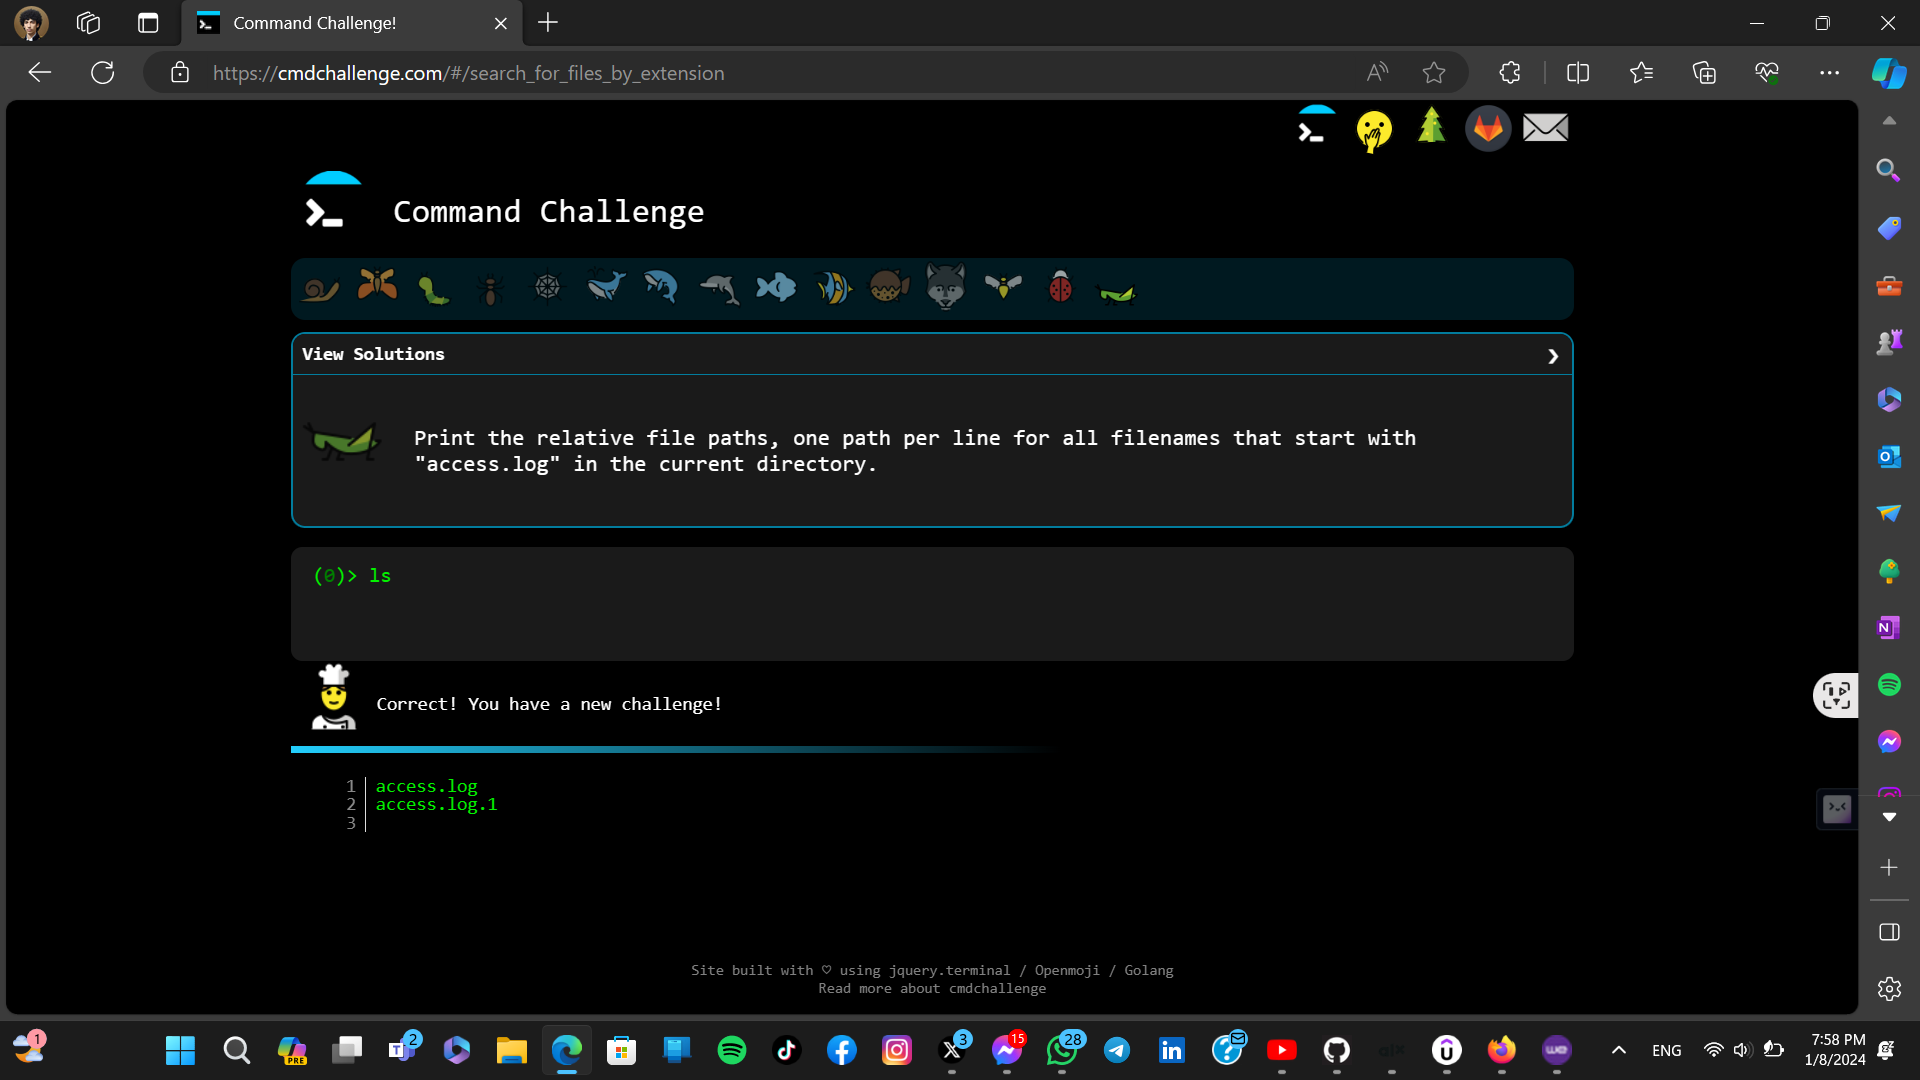 Command Challenge!
https://cmdchallenge.com/#/search_for_files_by_extension
Command Challenge
View Solutions
Print the relative file paths, one path per line for all filenames that start with
"access.log" in the current directory.
(0)> ls
Correct! You have a new challenge!
1 access.log
2 access.log.1
3
Site built with ♡ using jquery.terminal / Openmoji / Golang
Read more about cmdchallenge
1
PRE
2
3
15
28
ENG
7:58 PM
1/8/2024